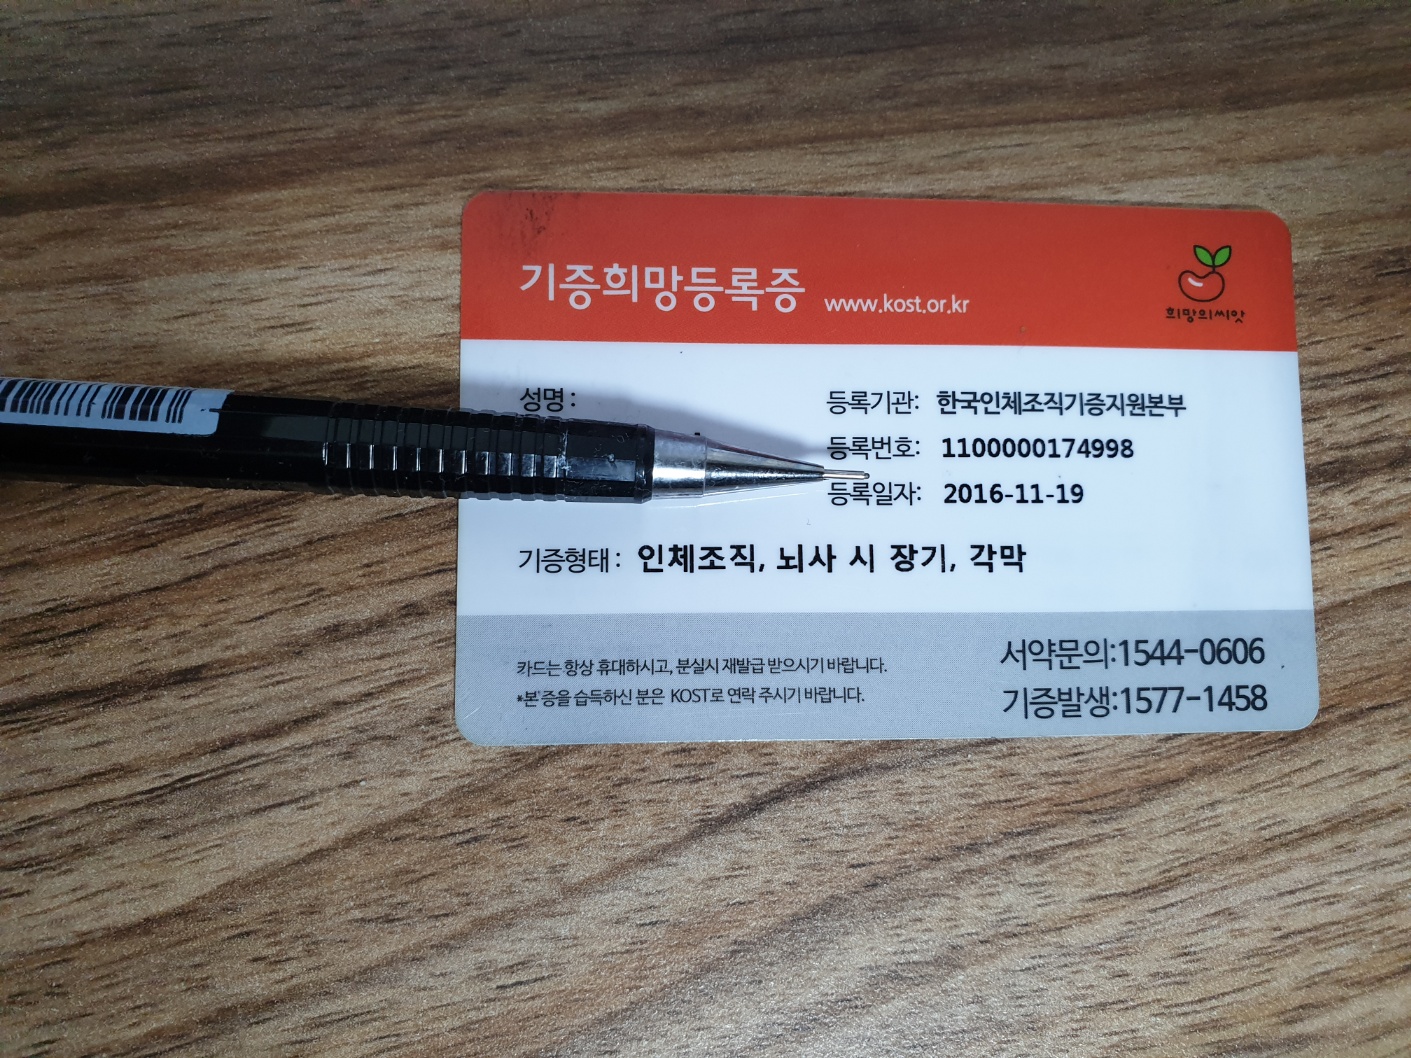 기증희망등록증 www.kost.or.kr
희망의씨앗
성명 :
등록기관: 한국인체조직기증지원본부
등록번호: 1100000174998
등록일자: 2016-11-19
기증형태 : 인체조직, 뇌사 시 장기, 각막
카드는 항상 휴대하시고, 분실시 재발급 받으시기 바랍니다.
*본 증을 습득하신 분은 KOST로 연락 주시기 바랍니다.
서약문의:1544-0606
기증발생:1577-1458